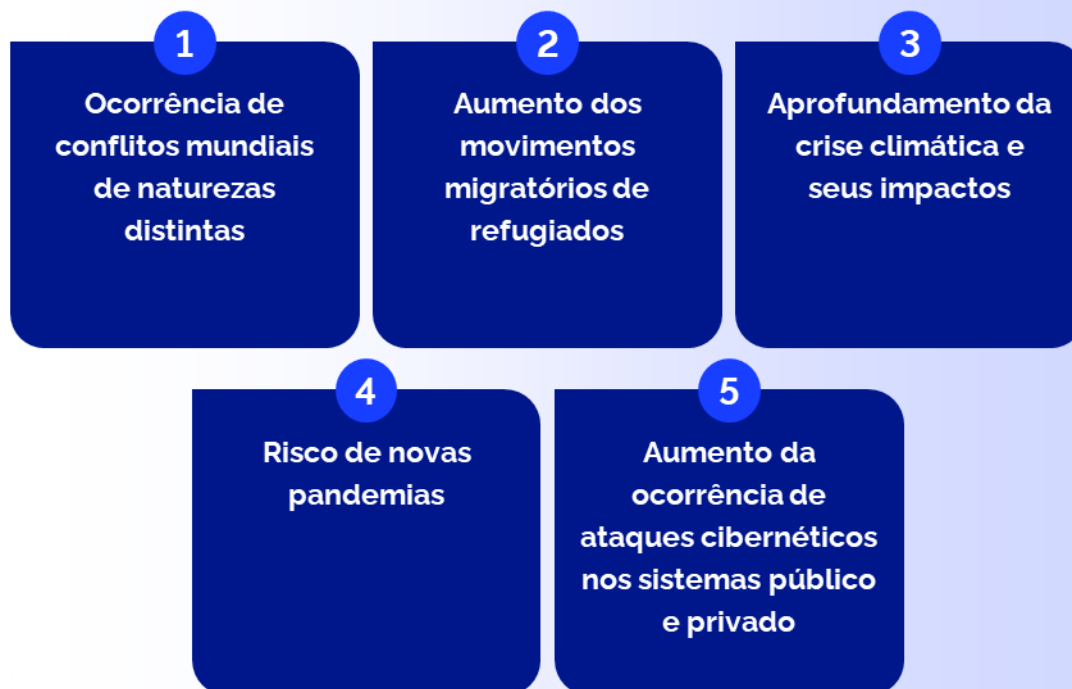 1
Ocorrência de
conflitos mundiais
de naturezas
distintas
2
Aumento dos
movimentos
migratórios de
refugiados
3
Aprofundamento da
crise climática e
seus impactos
4
Risco de novas
pandemias
5
Aumento da
ocorrência de
ataques cibernéticos
nos sistemas público
e privado